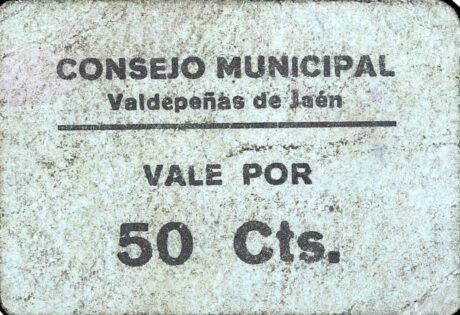 CONSEJO MUNICIPAL
Valdepeñas de Jaén
VALE POR
50 Cts.